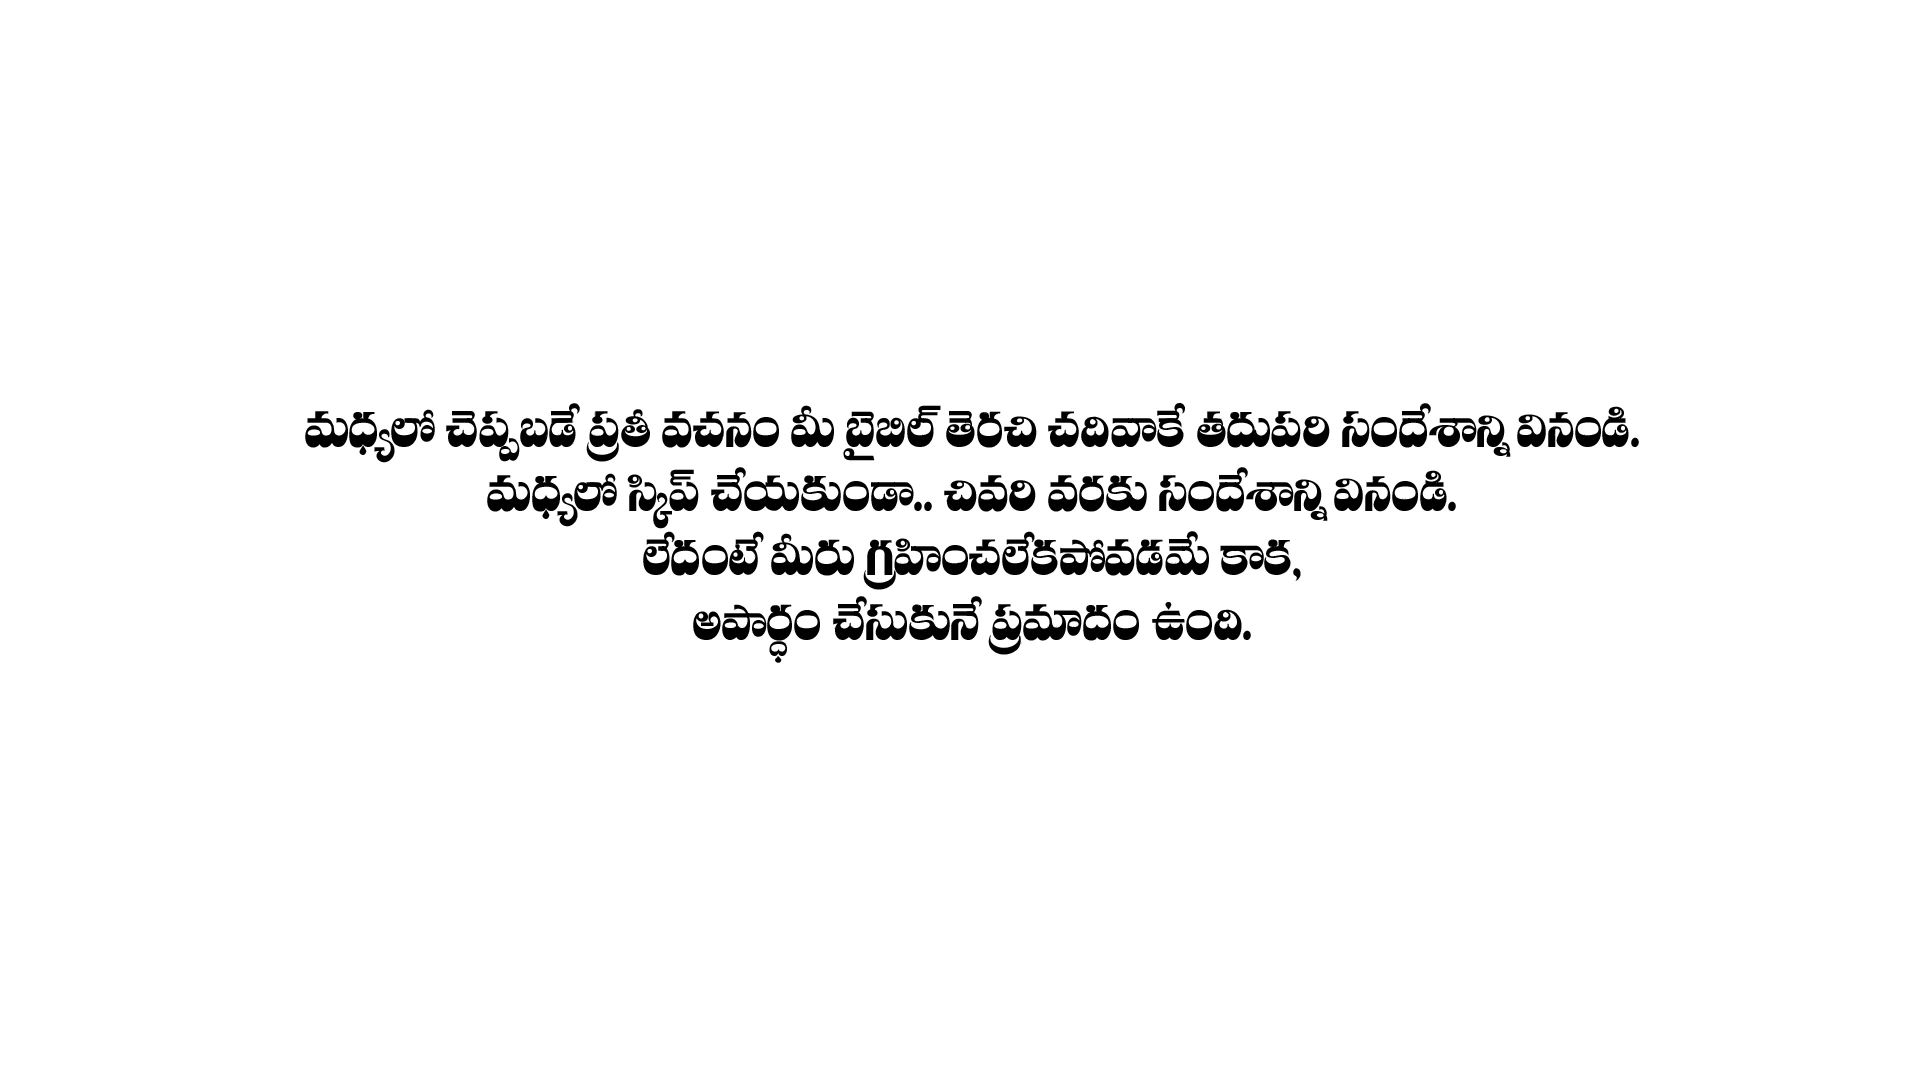 మధ్యలో చెప్పబడే ప్రతీ వచనం మీ బైబిల్ తెరచి చదివాకే తదుపరి సందేశాన్ని వినండి.
మధ్యలో స్కిప్ చేయకుండా.. చివరి వరకు సందేశాన్ని వినండి.
లేదంటే మీరు గ్రహించలేకపోవడమే కాక,
అపార్ధం చేసుకునే ప్రమాదం ఉంది.